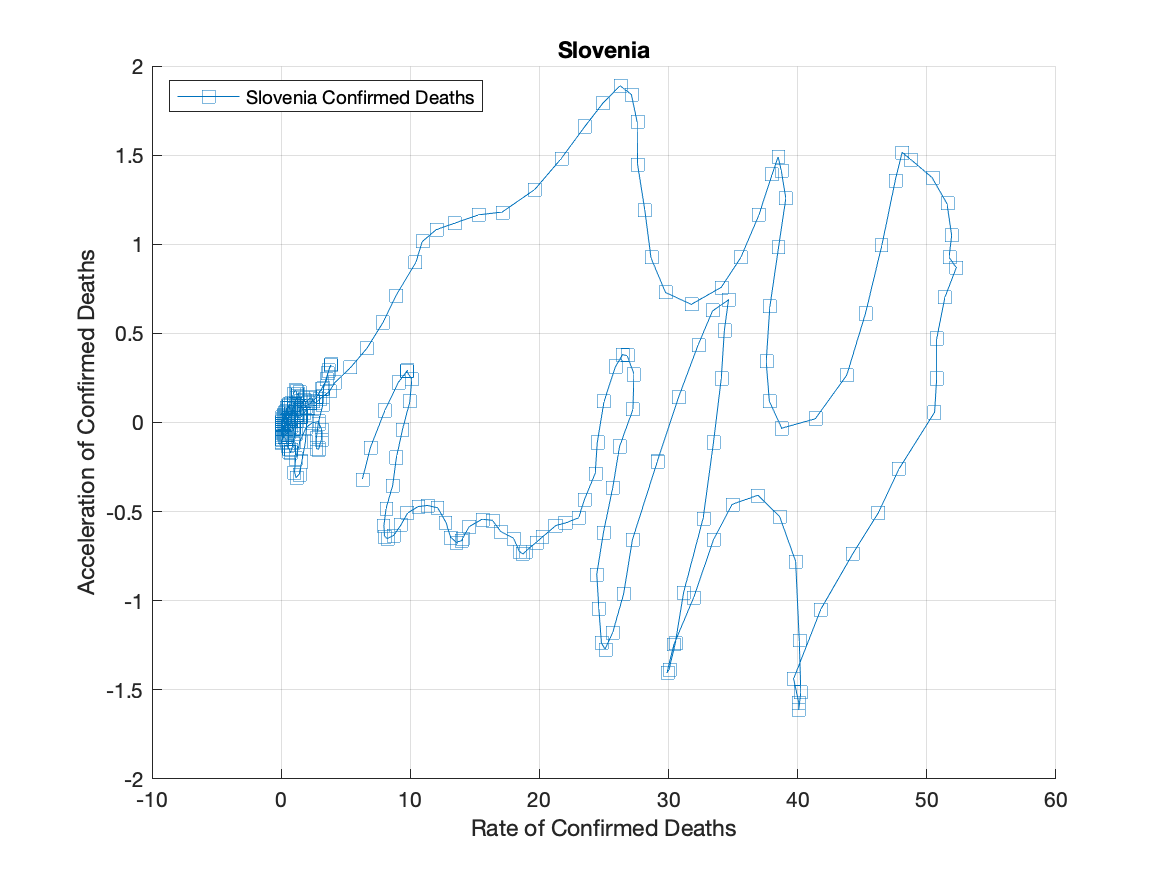 Slovenia
Slovenia Confirmed Deaths
2
1.5
1
0.5
0
-0.5
-1
-1.5
-2
Acceleration of Confirmed Deaths
-10 0 10 20 30 40 50 60
Rate of Confirmed Deaths